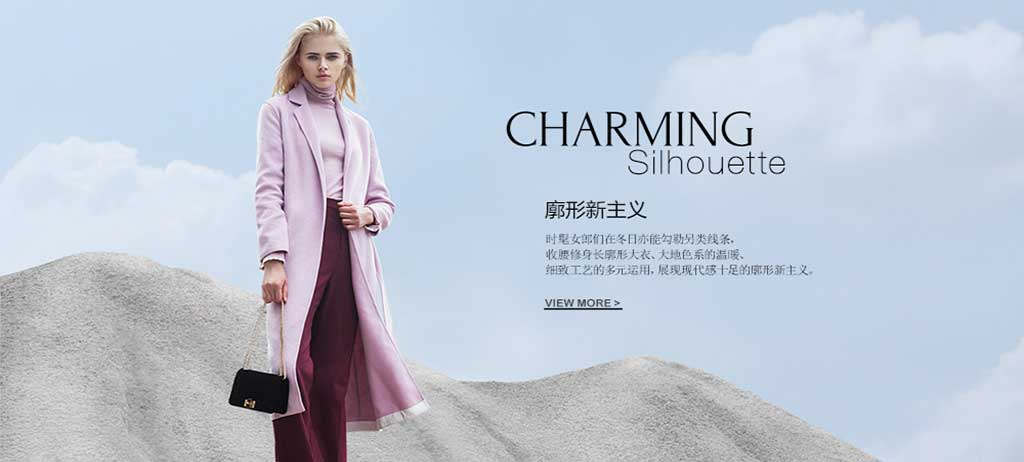 CHARMING
Silhouette
廓形新主义
时髦女郎们在冬日亦能勾勒另类线条，
收腰修身长廓形大衣、大地色系的温暖、
细致工艺的多元运用，展现现代感十足的廓形新主义。
VIEW MORE >